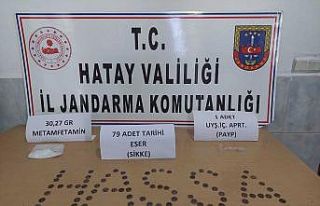 T.C.
HATAY VALİLİĞİ
İL JANDARMA KOMUTANLIĞI
30,27 GR
METAMFETAMİN
79 ADET TARİHİ
ESER
(SİKKE)
ADET
UYŞ.İÇ. APRT.
(PAYP)
HASSA